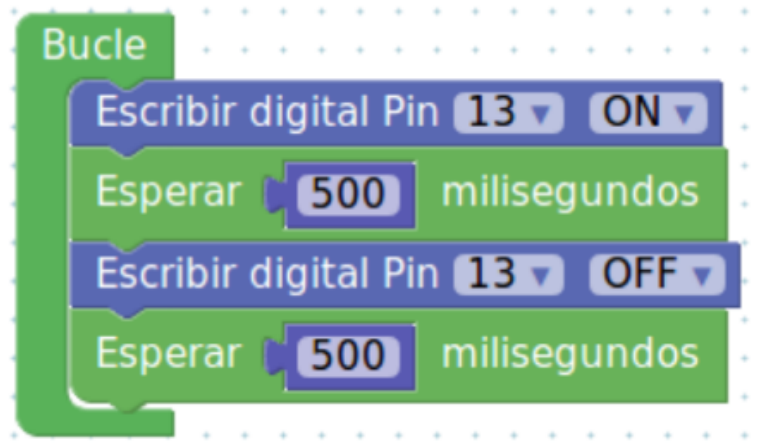 Bucle
Escribir digital Pin 13 ON
Esperar 500 milisegundos
Escribir digital Pin 13 OFF
Esperar 500 milisegundos